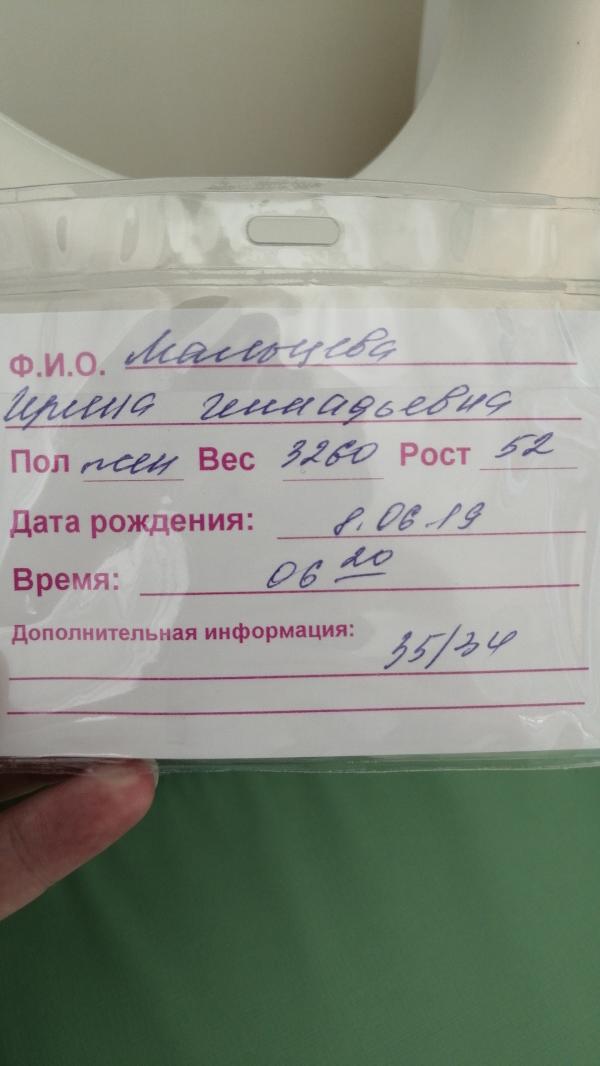 Ф.И.О. Мальцева
Ирина Геннадьевна
Пол жен Вес 3260 Рост 52
Дата рождения: 8.06.19
Время: 06 20
Дополнительная информация:
35/34